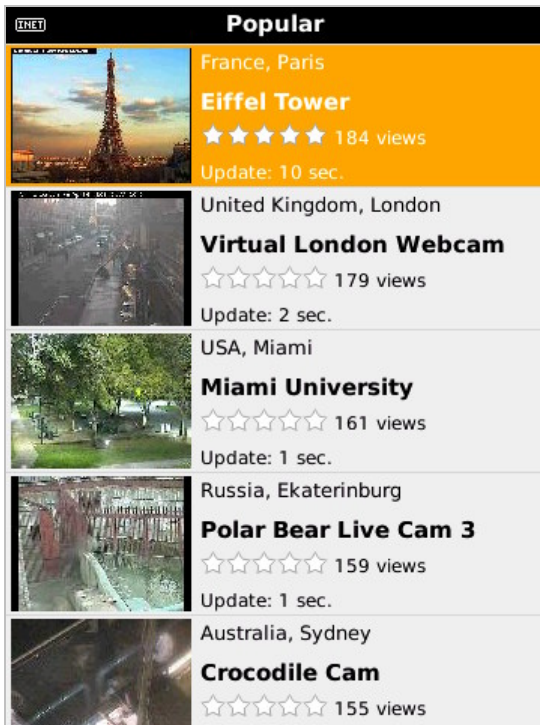 INET
Popular
France, Paris
Eiffel Tower
184 views
Update: 10 sec.
United Kingdom, London
Virtual London Webcam
179 views
Update: 2 sec.
USA, Miami
Miami University
161 views
Update: 1 sec.
Russia, Ekaterinburg
Polar Bear Live Cam 3
159 views
Update: 1 sec.
Australia, Sydney
Crocodile Cam
155 views